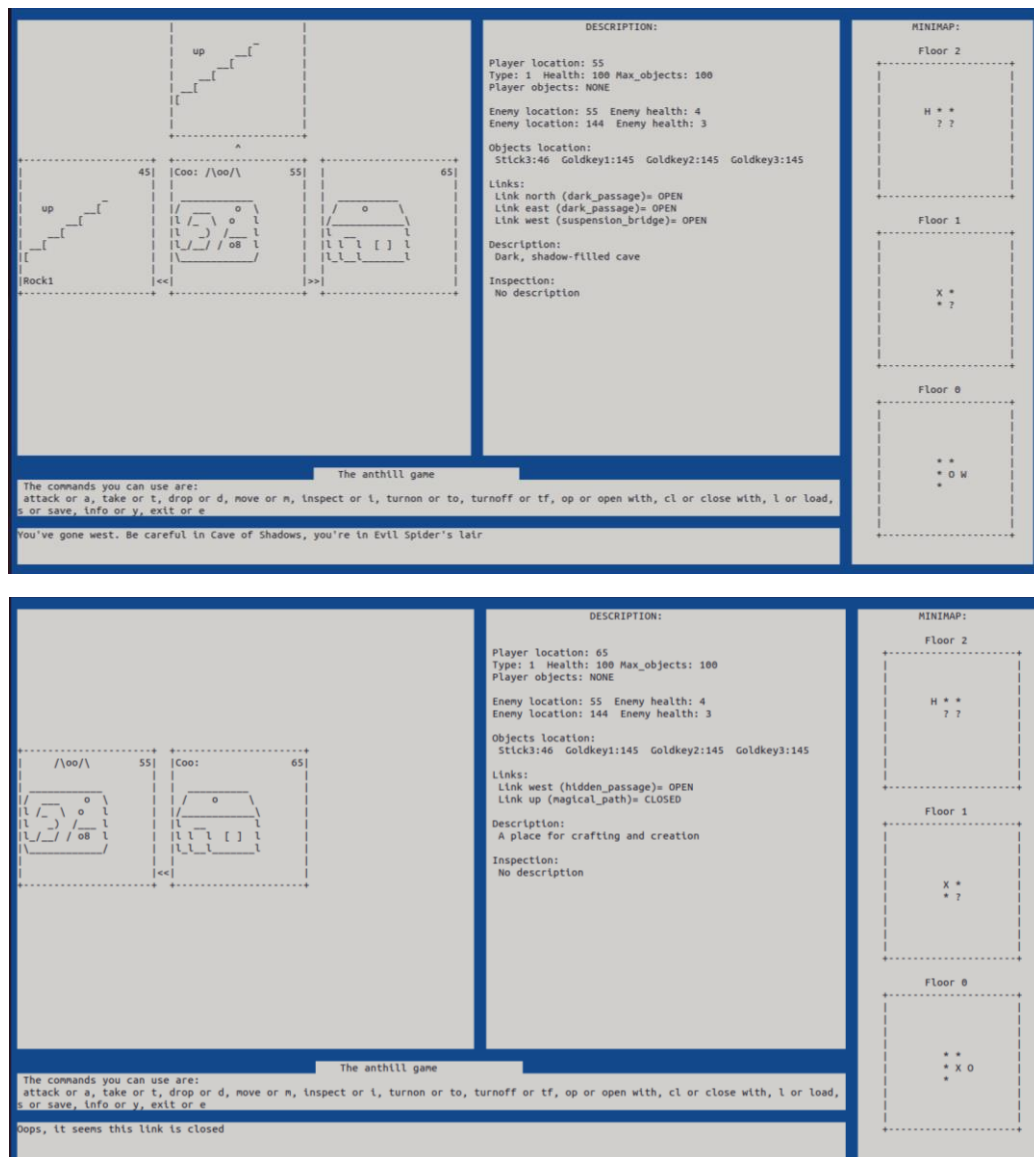 DESCRIPTION:
Player location: 55
Type: 1 Health: 100 Max_objects: 100
Player objects: NONE
Enemy location: 55 Enemy health: 4
Enemy location: 144 Enemy health: 3
Objects location:
Stick3:46 Goldkey1:145 Goldkey2:145 Goldkey3:145
Links:
Link north (dark_passage)= OPEN
Link east (dark_passage)= OPEN
Link west (suspension_bridge)= OPEN
Description:
Dark, shadow-filled cave
Inspection:
No description
MINIMAP:
Floor 2
H * *
? ?
Floor 1
X *
* ?
Floor 0
* *
* O W
*
up
45| |Coo: /\oo/\ 55| | 65|
up
|Rock1 |<<| |>>|
The anthill game
The commands you can use are:
attack or a, take or t, drop or d, move or m, inspect or i, turnon or to, turnoff or tf, op or open with, cl or close with, l or load,
s or save, info or y, exit or e
You've gone west. Be careful in Cave of Shadows, you're in Evil Spider's lair
DESCRIPTION:
Player location: 65
Type: 1 Health: 100 Max_objects: 100
Player objects: NONE
Enemy location: 55 Enemy health: 4
Enemy location: 144 Enemy health: 3
Objects location:
Stick3:46 Goldkey1:145 Goldkey2:145 Goldkey3:145
Links:
Link west (hidden_passage)= OPEN
Link up (magical_path)= CLOSED
Description:
A place for crafting and creation
Inspection:
No description
MINIMAP:
Floor 2
H * *
? ?
Floor 1
X *
* ?
Floor 0
* *
* X O
*
/\oo/\ 55| |Coo: 65|
|<<|
The anthill game
The commands you can use are:
attack or a, take or t, drop or d, move or m, inspect or i, turnon or to, turnoff or tf, op or open with, cl or close with, l or load,
s or save, info or y, exit or e
Oops, it seems this link is closed